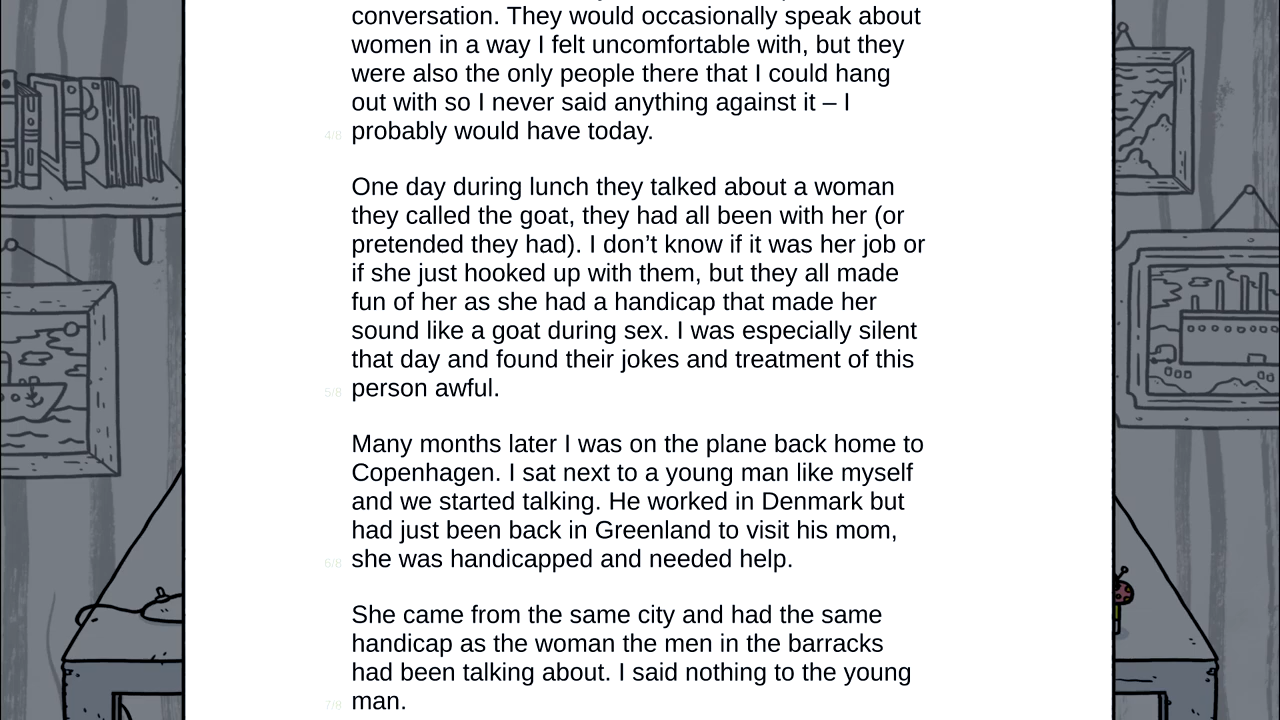 conversation. They would occasionally speak about
women in a way I felt uncomfortable with, but they
were also the only people there that I could hang
out with so I never said anything against it – I
4/8 probably would have today.
One day during lunch they talked about a woman
they called the goat, they had all been with her (or
pretended they had). I don’t know if it was her job or
if she just hooked up with them, but they all made
fun of her as she had a handicap that made her
sound like a goat during sex. I was especially silent
that day and found their jokes and treatment of this
5/8 person awful.
Many months later I was on the plane back home to
Copenhagen. I sat next to a young man like myself
and we started talking. He worked in Denmark but
had just been back in Greenland to visit his mom,
6/8 she was handicapped and needed help.
She came from the same city and had the same
handicap as the woman the men in the barracks
had been talking about. I said nothing to the young
7/8 man.